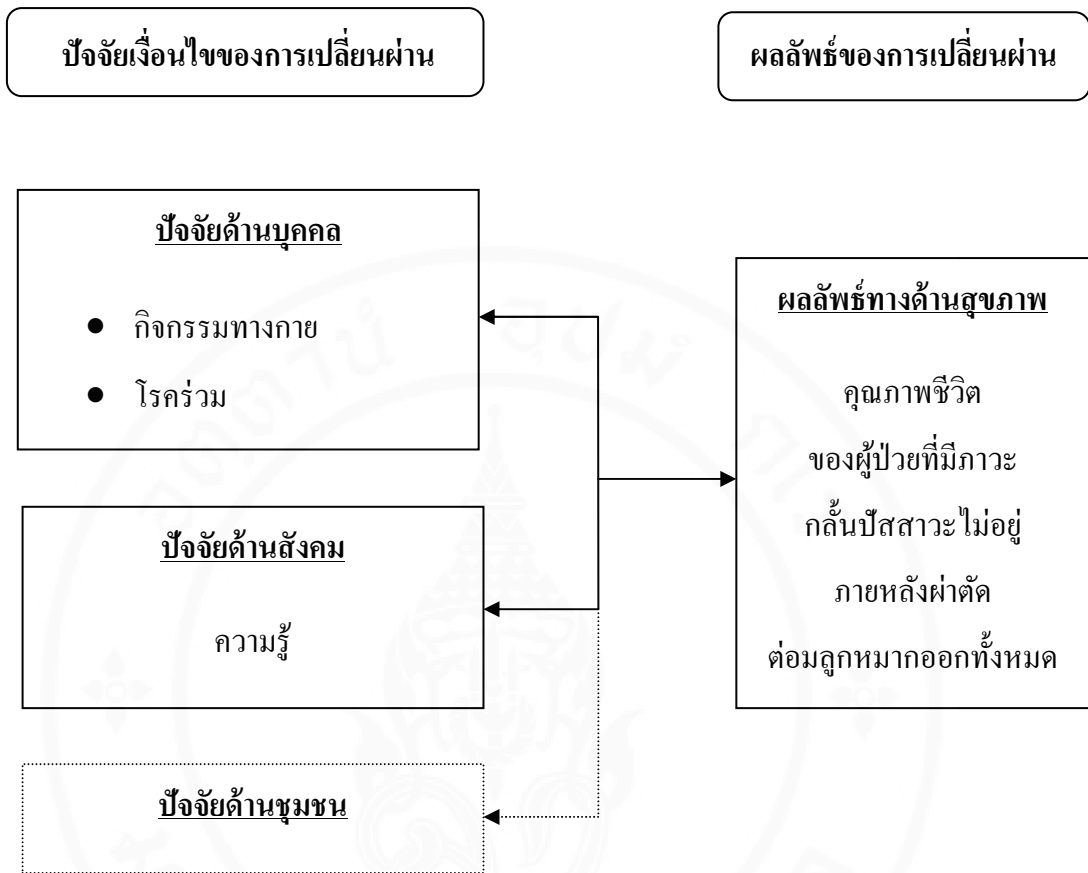 ปัจจัยเงื่อนไขของการเปลี่ยนผ่าน
ผลลัพธ์ของการเปลี่ยนผ่าน
ปัจจัยด้านบุคคล
● กิจกรรมทางกาย
● โรคร่วม
ปัจจัยด้านสังคม
ความรู้
ปัจจัยด้านชุมชน
ผลลัพธ์ทางด้านสุขภาพ
คุณภาพชีวิต
ของผู้ป่วยที่มีภาวะ
กลั้นปัสสาวะไม่อยู่
ภายหลังผ่าตัด
ต่อมลูกหมากออกทั้งหมด